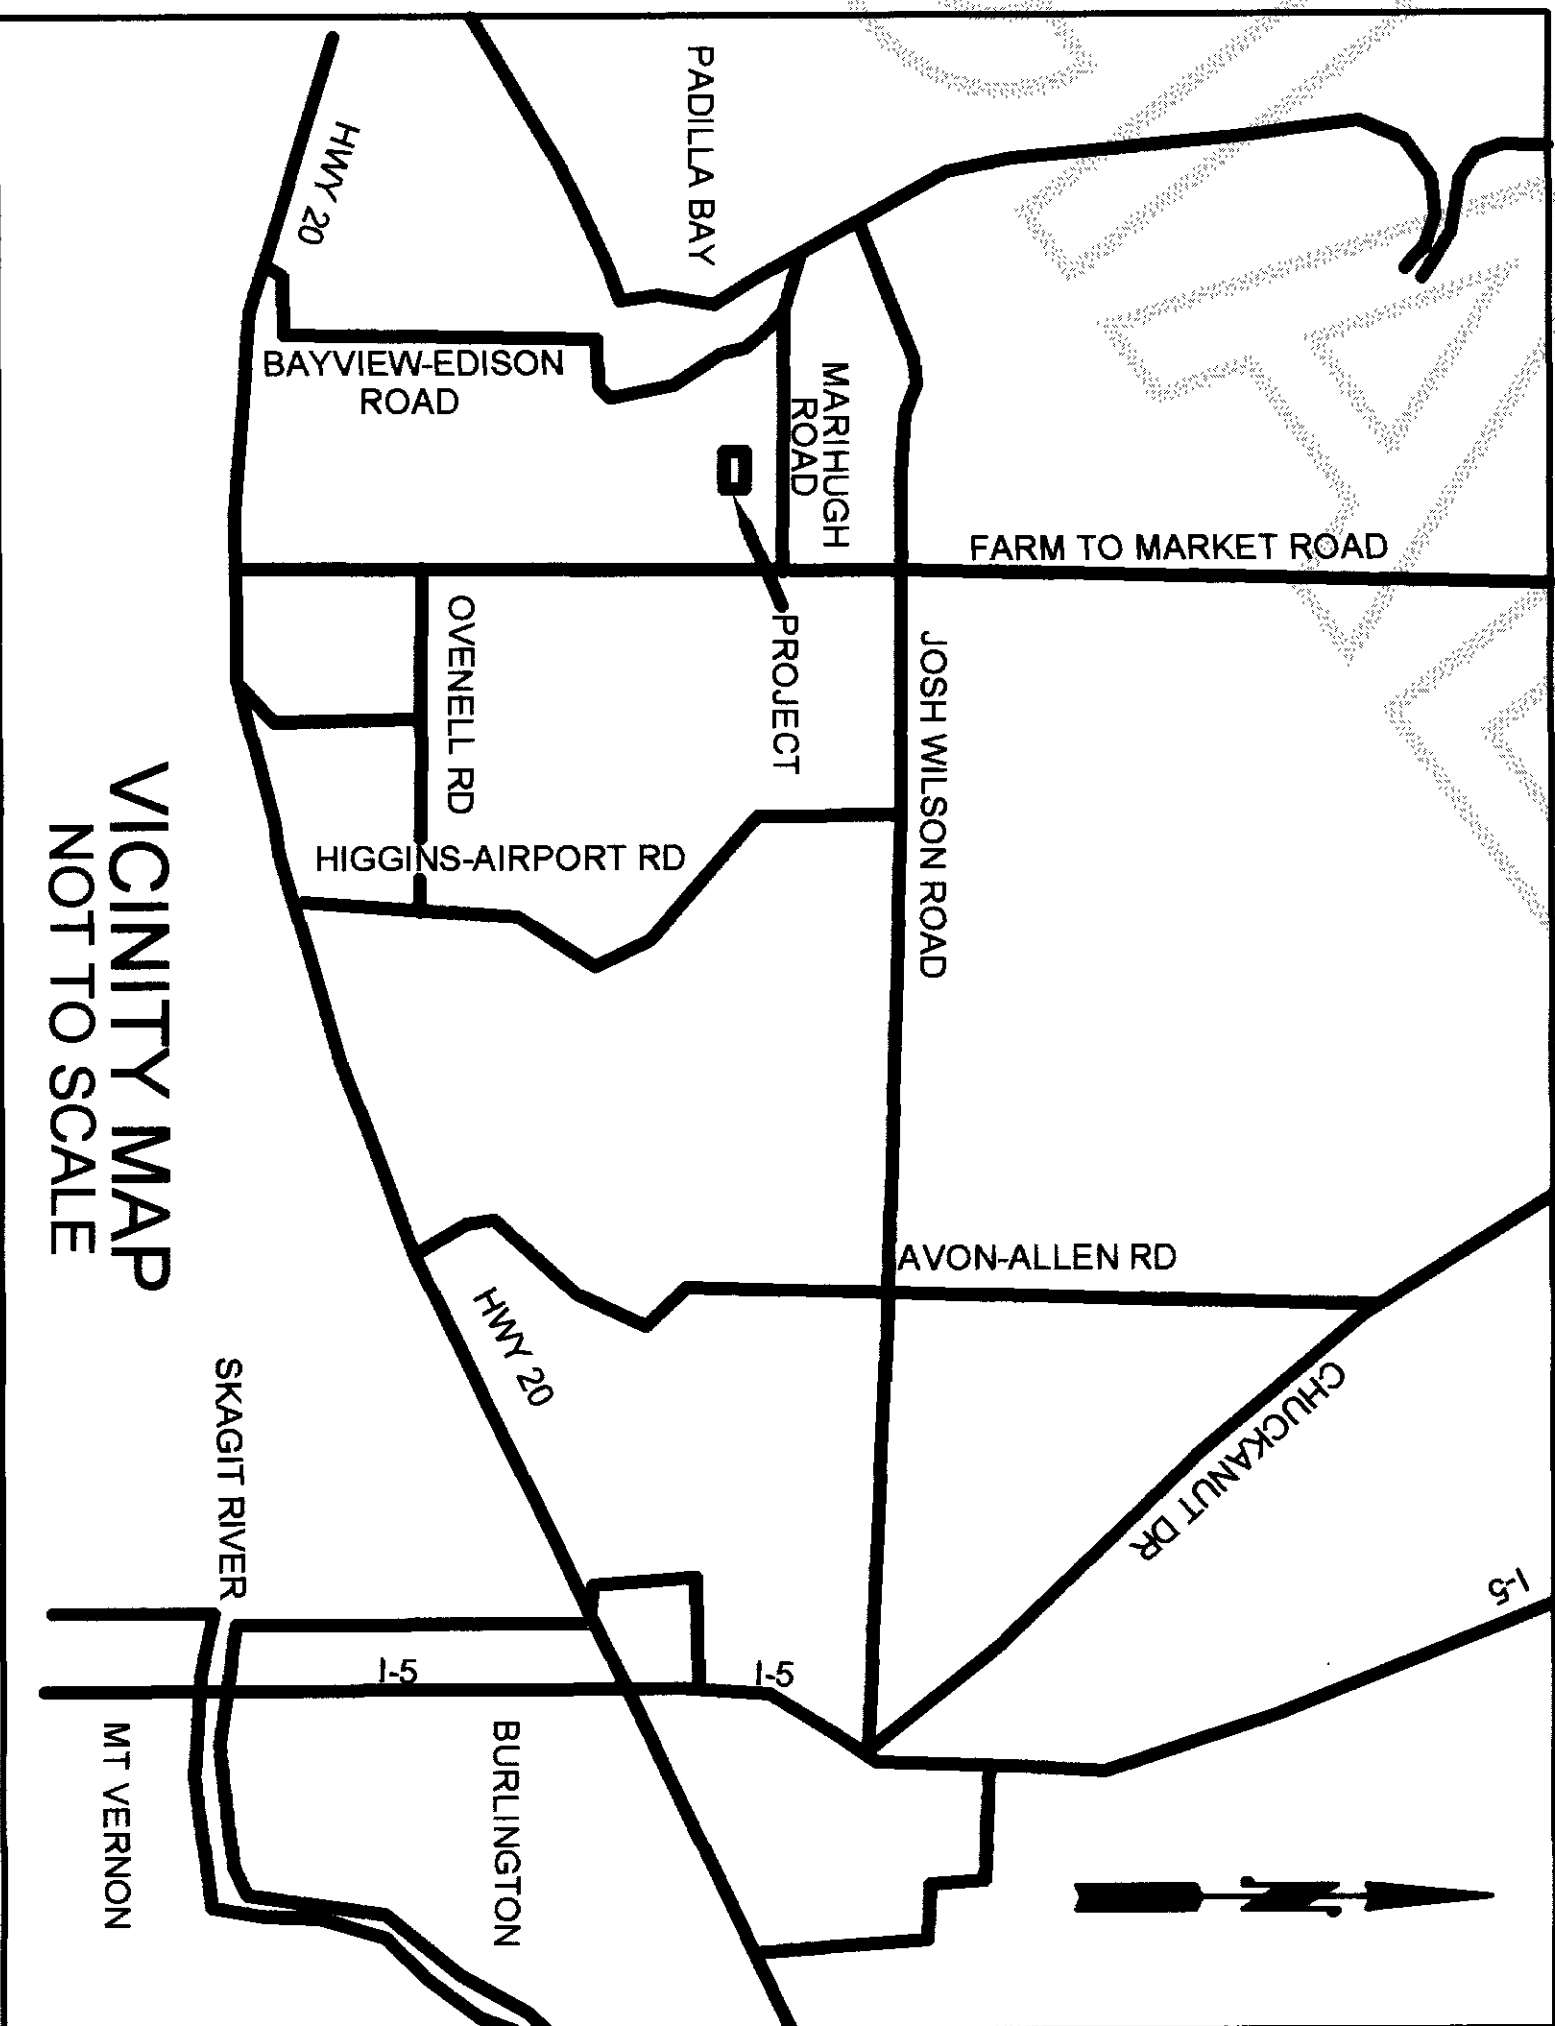 PADILLA BAY
HWY 20
BAYVIEW-EDISON
ROAD
MARIHUGH
ROAD
FARM TO MARKET ROAD
PROJECT
OVENELL RD
JOSH WILSON ROAD
HIGGINS-AIRPORT RD
AVON-ALLEN RD
HWY 20
CHUCKANUT DR
I-5
SKAGIT RIVER
I-5
I-5
BURLINGTON
MT VERNON
N
VICINITY MAP
NOT TO SCALE